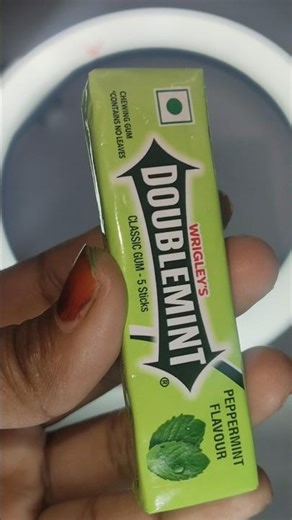 CHEWING GUM
*CONTAINS NO LEAVES
WRIGLEY'S
DOUBLEMINT
®
CLASSIC GUM - 5 Sticks
PEPPERMINT
FLAVOUR